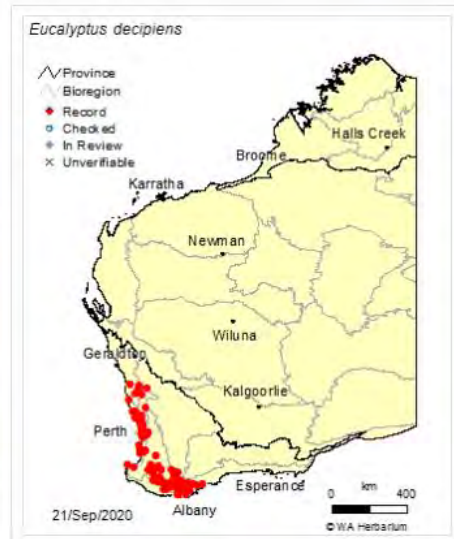 Eucalyptus decipiens
Province
Bioregion
Record
Checked
In Review
Unverifiable
Halls Creek
Broome
Karratha
Newman
Wiluna
Geraldton
Kalgoorlie
Perth
Esperance
km
0 400
Albany
21/Sep/2020
© WA Herbarium